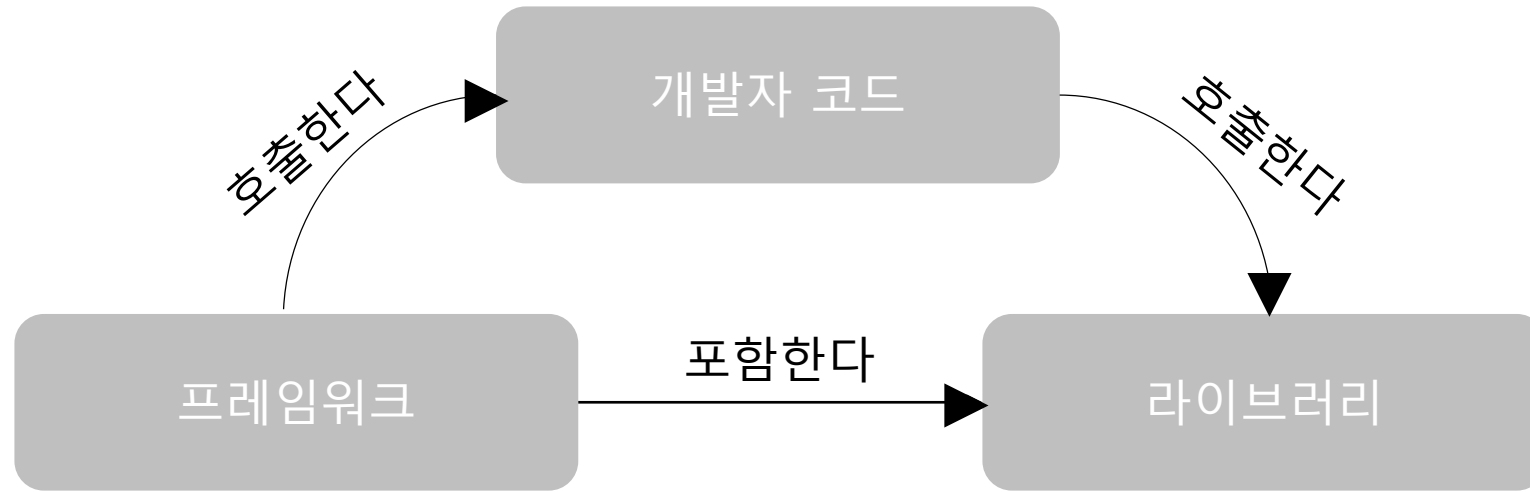 개발자 코드
호출한다
호출한다
포함한다
프레임워크
라이브러리